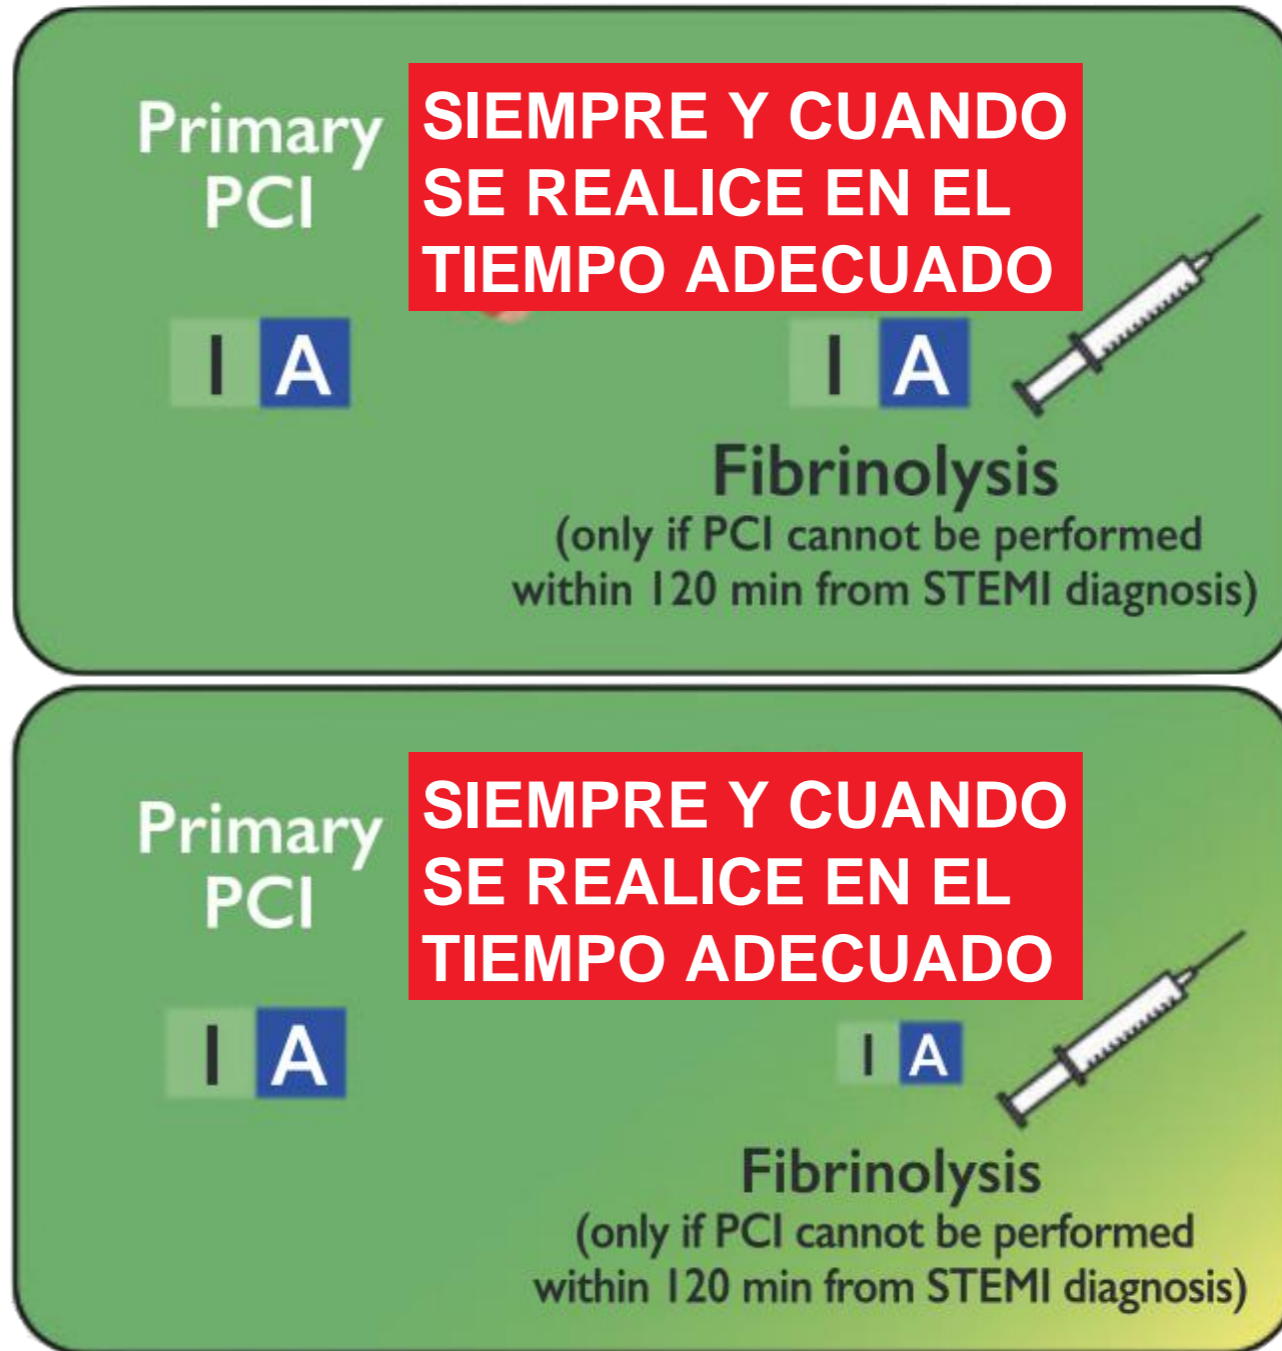 Primary
PCI
SIEMPRE Y CUANDO
SE REALICE EN EL
TIEMPO ADECUADO
I A
I A
Fibrinolysis
(only if PCI cannot be performed
within 120 min from STEMI diagnosis)
Primary
PCI
SIEMPRE Y CUANDO
SE REALICE EN EL
TIEMPO ADECUADO
I A
I A
Fibrinolysis
(only if PCI cannot be performed
within 120 min from STEMI diagnosis)